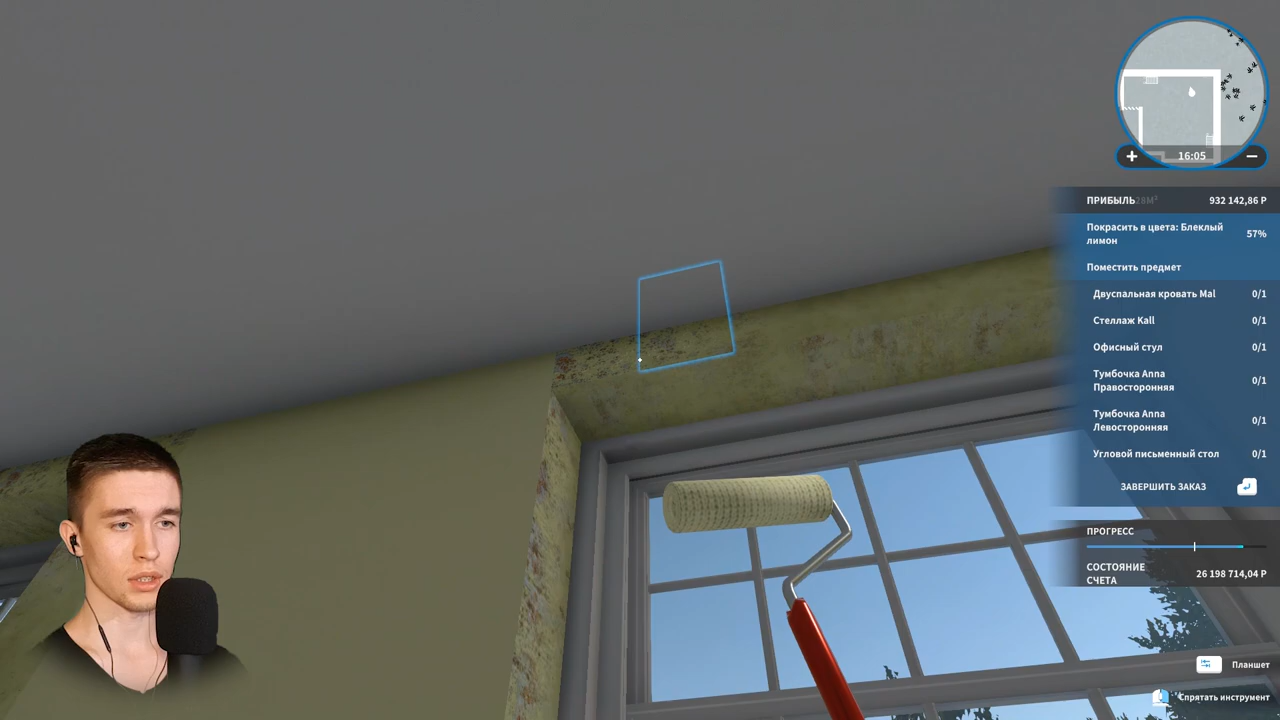 + 16:05 −
ПРИБЫЛЬ 28М² 932 142,86 Р
Покрасить в цвета: Блеклый
лимон 57%
Поместить предмет
Двуспальная кровать Mal 0/1
Стеллаж Kall 0/1
Офисный стул 0/1
Тумбочка Anna
Правосторонняя 0/1
Тумбочка Anna
Левосторонняя 0/1
Угловой письменный стол 0/1
ЗАВЕРШИТЬ ЗАКАЗ
ПРОГРЕСС
СОСТОЯНИЕ
СЧЕТА 26 198 714,04 Р
Планшет
Спрятать инструмент